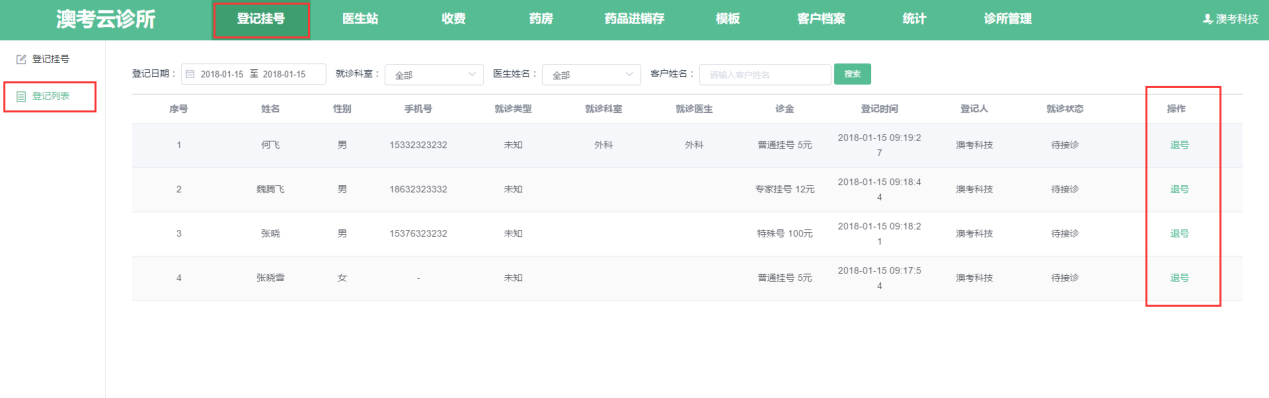 澳考云诊所 登记挂号 医生站 收费 药房 药品进销存 模板 客户档案 统计 诊所管理 澳考科技
登记挂号
登记列表
登记日期： 2018-01-15 至 2018-01-15 就诊科室： 全部 医生姓名： 全部 客户姓名： 请输入客户姓名 搜索
序号 姓名 性别 手机号 就诊类型 就诊科室 就诊医生 诊金 登记时间 登记人 就诊状态 操作
1 何飞 男 15332323232 未知 外科 外科 普通挂号 5元 2018-01-15 09:19:2
7 澳考科技 待接诊 退号
2 魏腾飞 男 18632323332 未知 专家挂号 12元 2018-01-15 09:18:4
4 澳考科技 待接诊 退号
3 张晓 男 15376323232 未知 特殊号 100元 2018-01-15 09:18:2
1 澳考科技 待接诊 退号
4 张晓雪 女 - 未知 普通挂号 5元 2018-01-15 09:17:5
4 澳考科技 待接诊 退号